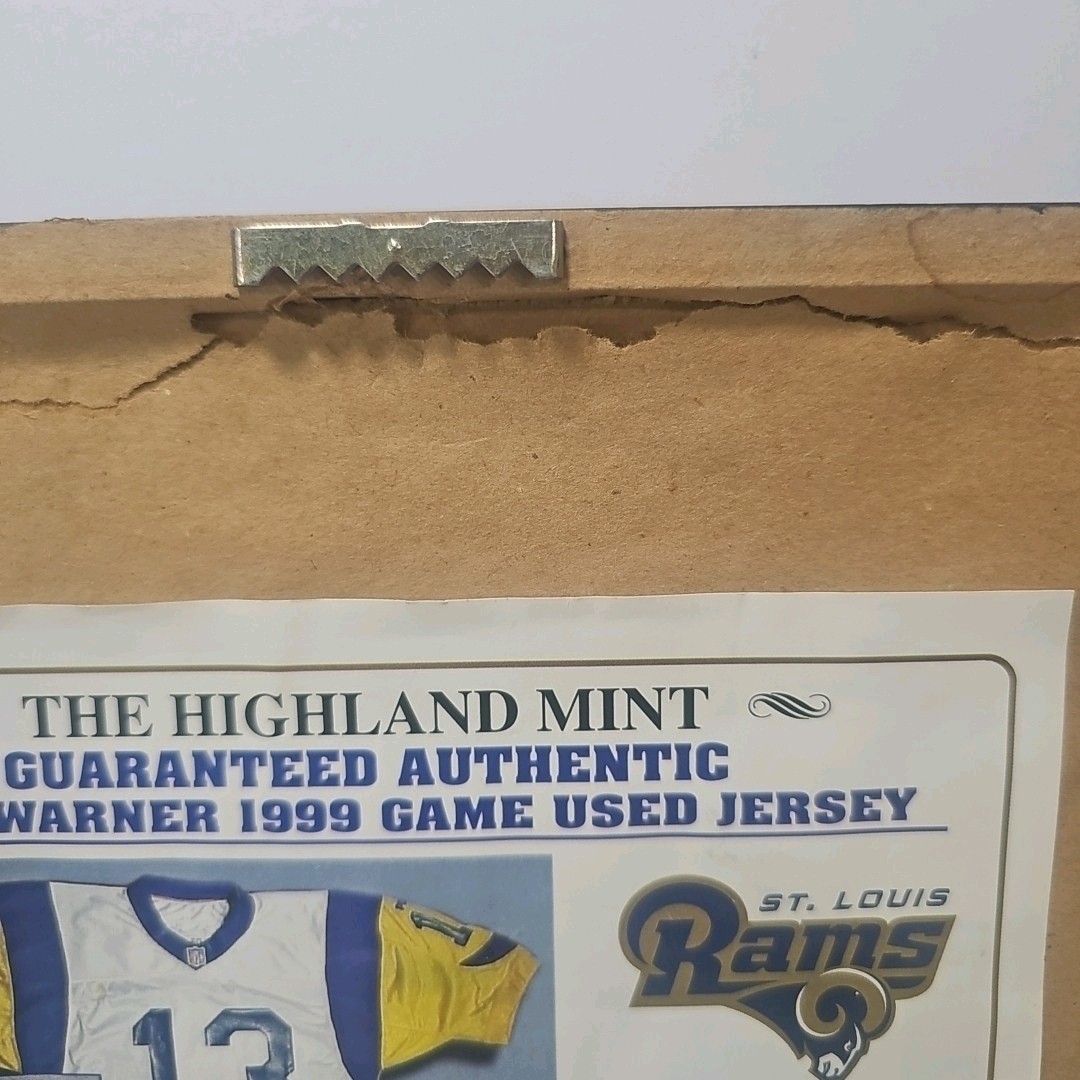 THE HIGHLAND MINT
GUARANTEED AUTHENTIC
WARNER 1999 GAME USED JERSEY
ST. LOUIS
Rams
13